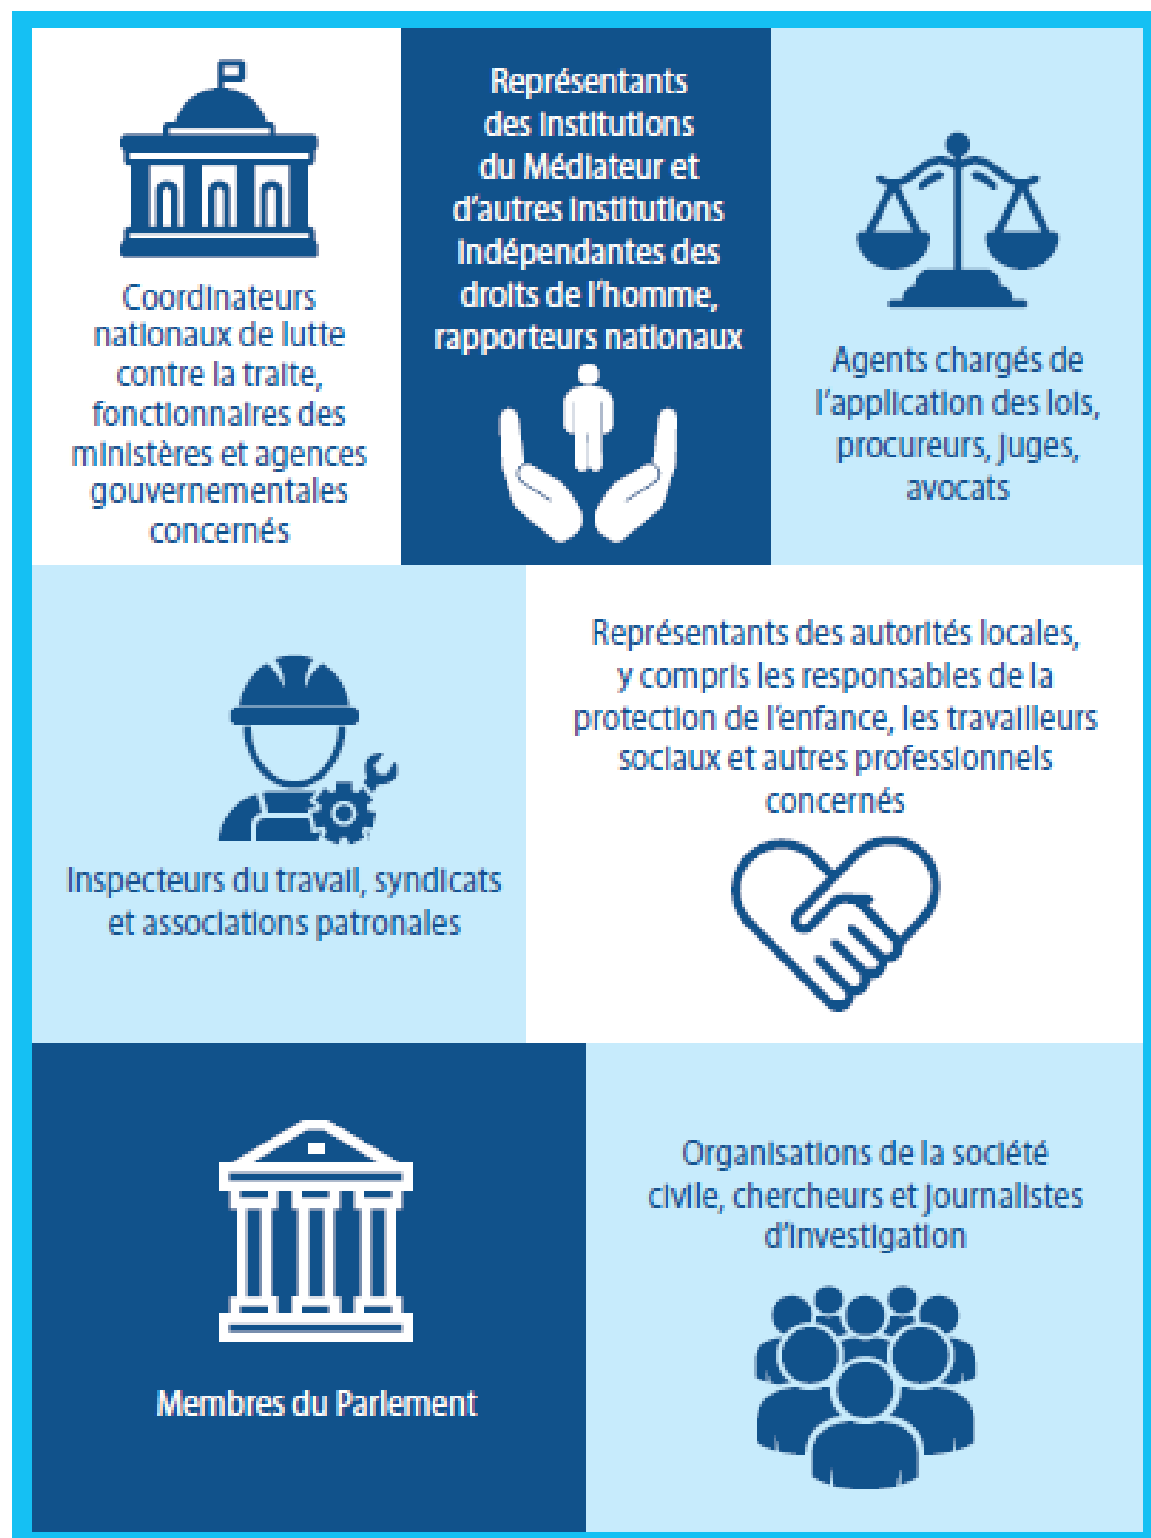 Coordinateurs
nationaux de lutte
contre la traite,
fonctionnaires des
ministères et agences
gouvernementales
concernés
Représentants
des institutions
du Médiateur et
d'autres institutions
indépendantes des
droits de l'homme,
rapporteurs nationaux
Agents chargés de
l'application des lois,
procureurs, juges,
avocats
Inspecteurs du travail, syndicats
et associations patronales
Représentants des autorités locales,
y compris les responsables de la
protection de l'enfance, les travailleurs
sociaux et autres professionnels
concernés
Membres du Parlement
Organisations de la société
civile, chercheurs et journalistes
d'investigation